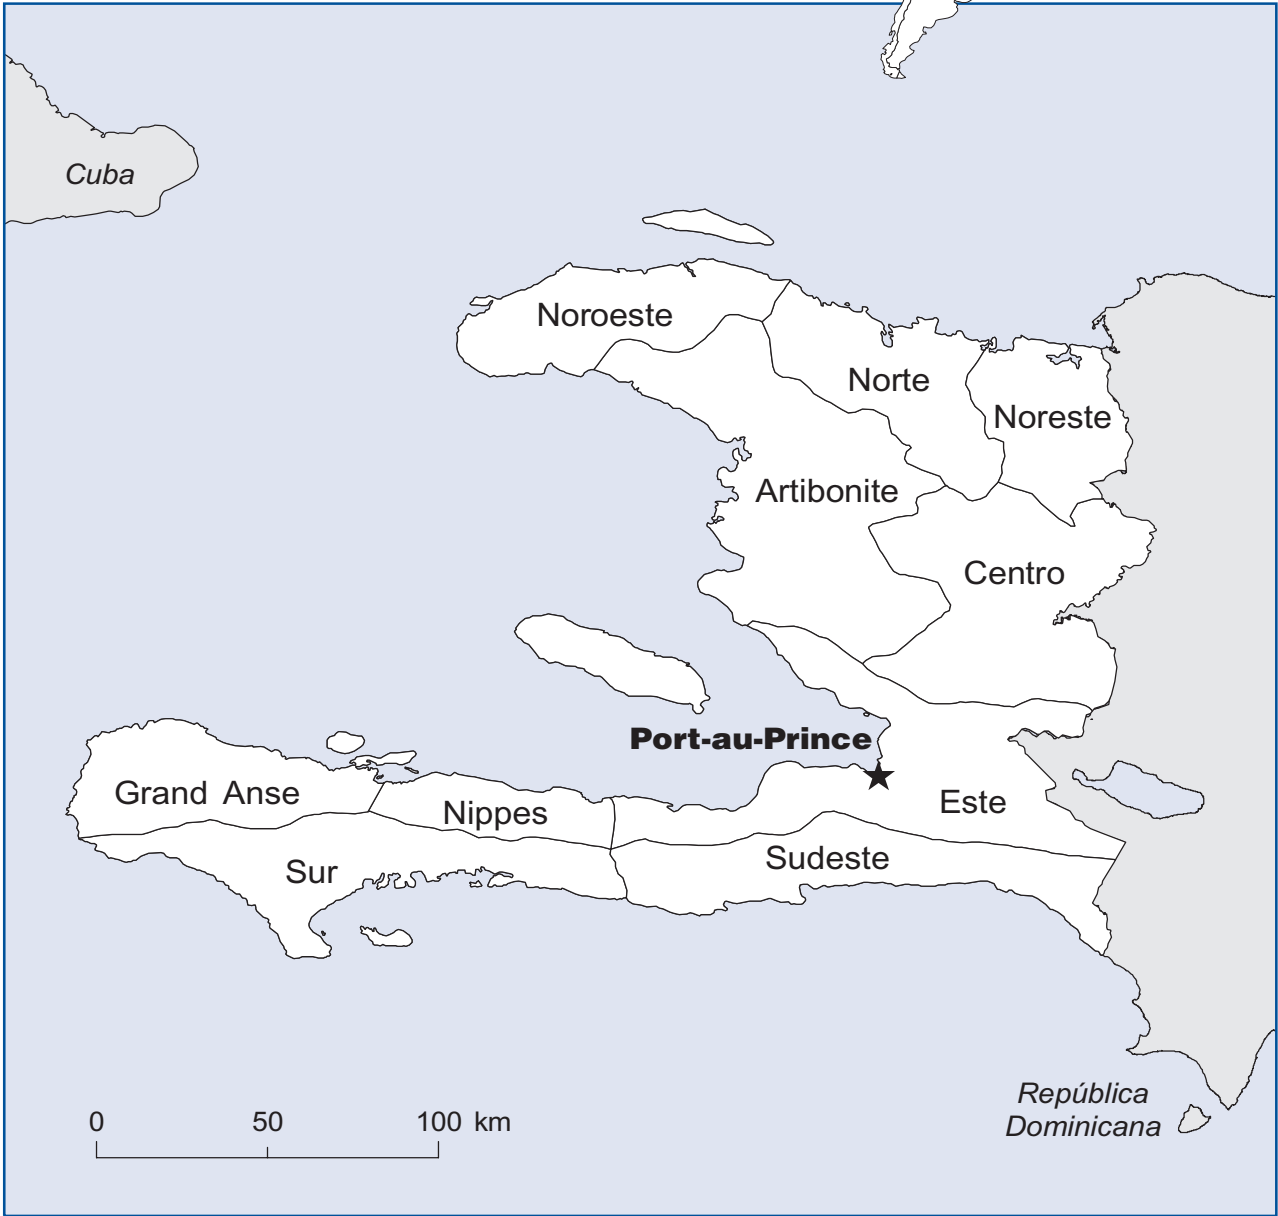 Cuba
Noroeste
Norte
Noreste
Artibonite
Centro
Port-au-Prince
Grand Anse
Nippes
Este
Sur
Sudeste
0 50 100 km
República
Dominicana